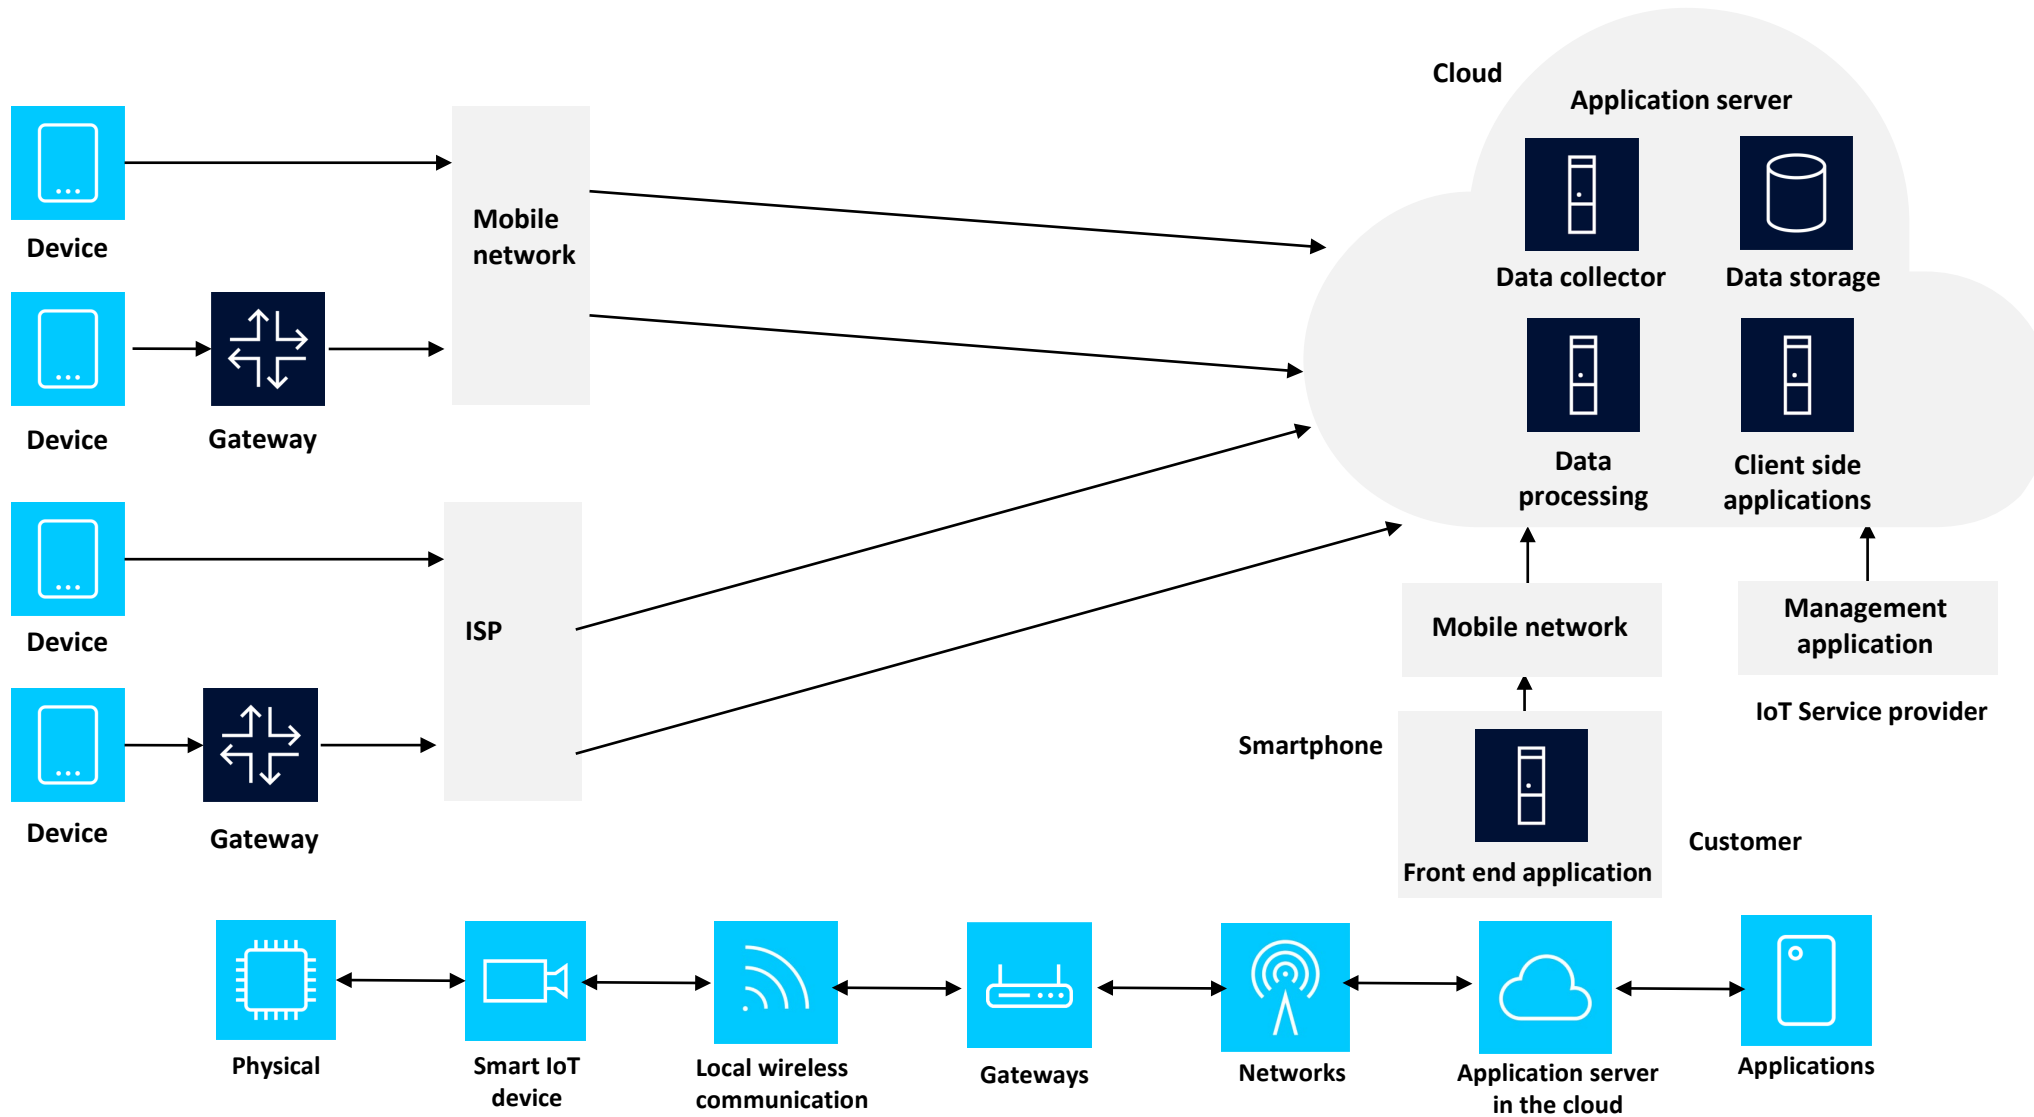 Cloud
Application server
Device
Mobile
network
Data collector
Data storage
Device
Gateway
Data
processing
Client side
applications
Device
ISP
Mobile network
Management
application
IoT Service provider
Smartphone
Device
Gateway
Customer
Front end application
Physical
Smart IoT
device
Local wireless
communication
Gateways
Networks
Application server
in the cloud
Applications